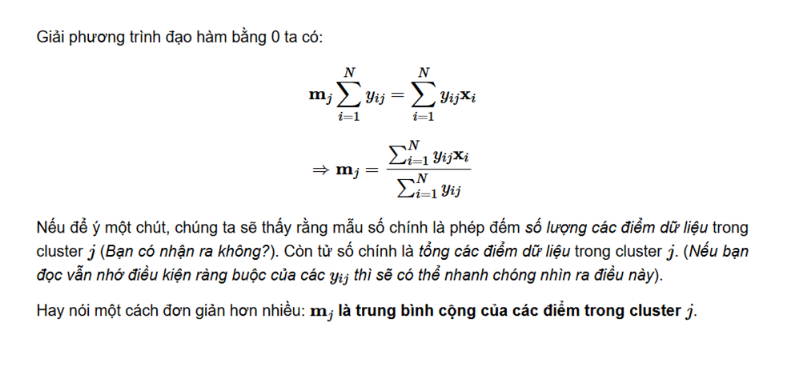 Giải phương trình đạo hàm bằng 0 ta có:
$$\mathbf{m}_j \sum_{i=1}^{N} y_{ij} = \sum_{i=1}^{N} y_{ij} \mathbf{x}_i$$
$$\Rightarrow \mathbf{m}_j = \frac{\sum_{i=1}^{N} y_{ij} \mathbf{x}_i}{\sum_{i=1}^{N} y_{ij}}$$
Nếu để ý một chút, chúng ta sẽ thấy rằng mẫu số chính là phép đếm số lượng các điểm dữ liệu trong
cluster j (Bạn có nhận ra không?). Còn tử số chính là tổng các điểm dữ liệu trong cluster j. (Nếu bạn
đọc vẫn nhớ điều kiện ràng buộc của các $y_{ij}$ thì sẽ có thể nhanh chóng nhìn ra điều này).
Hay nói một cách đơn giản hơn nhiều: $\mathbf{m}_j$ là trung bình cộng của các điểm trong cluster j.